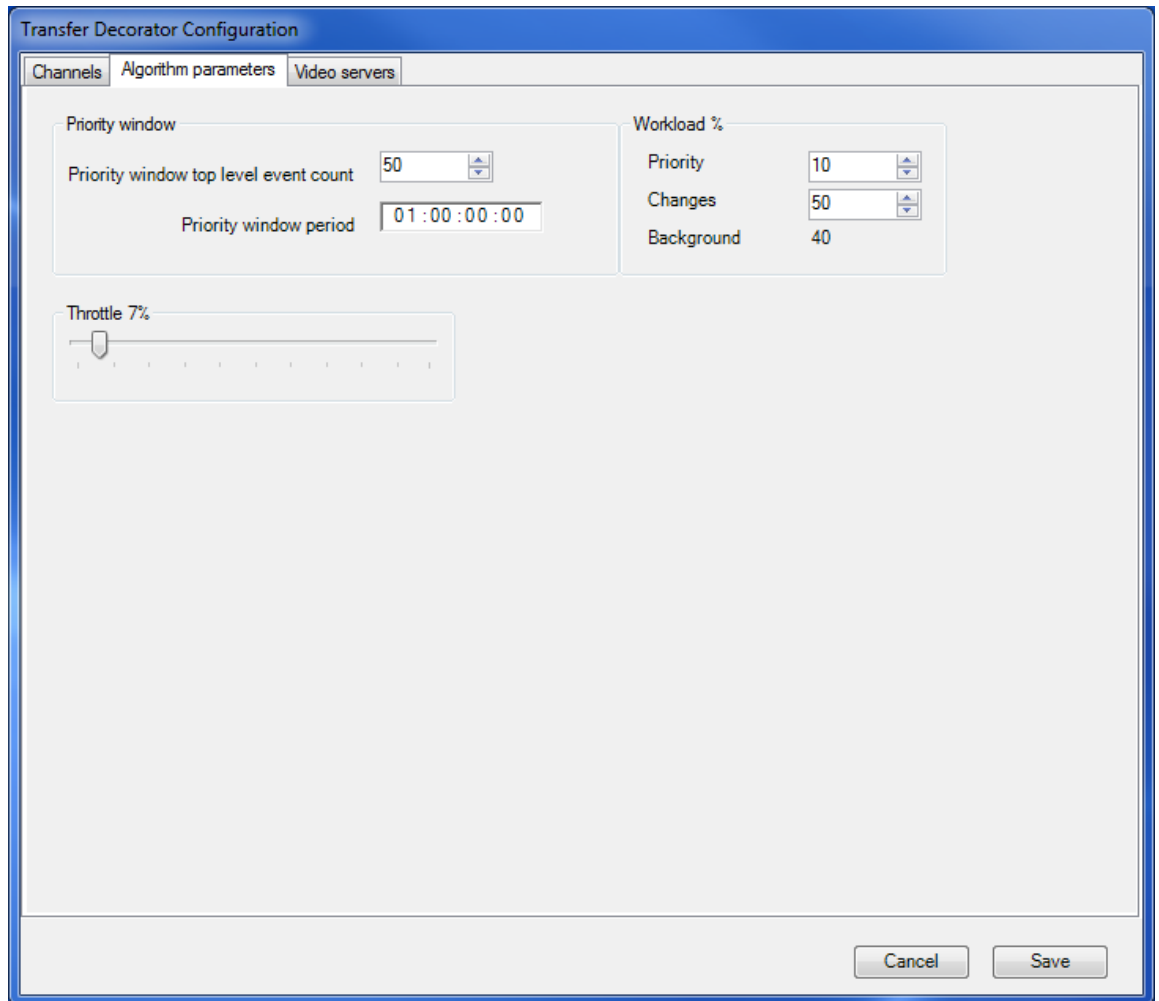 Transfer Decorator Configuration
Channels Algorithm parameters Video servers
Priority window
Priority window top level event count 50
Priority window period 01:00:00:00
Workload %
Priority 10
Changes 50
Background 40
Throttle 7%
Cancel Save